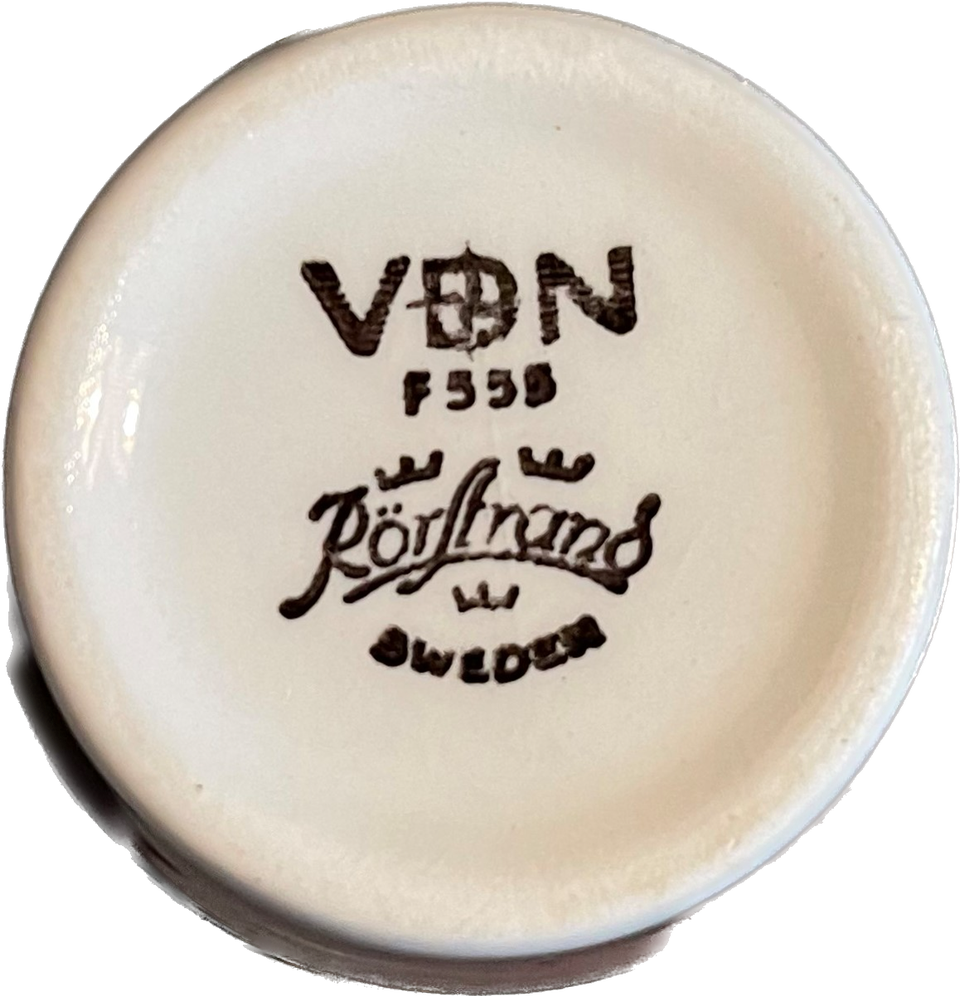 VDN
F555
Rörstrand
SWEDEN